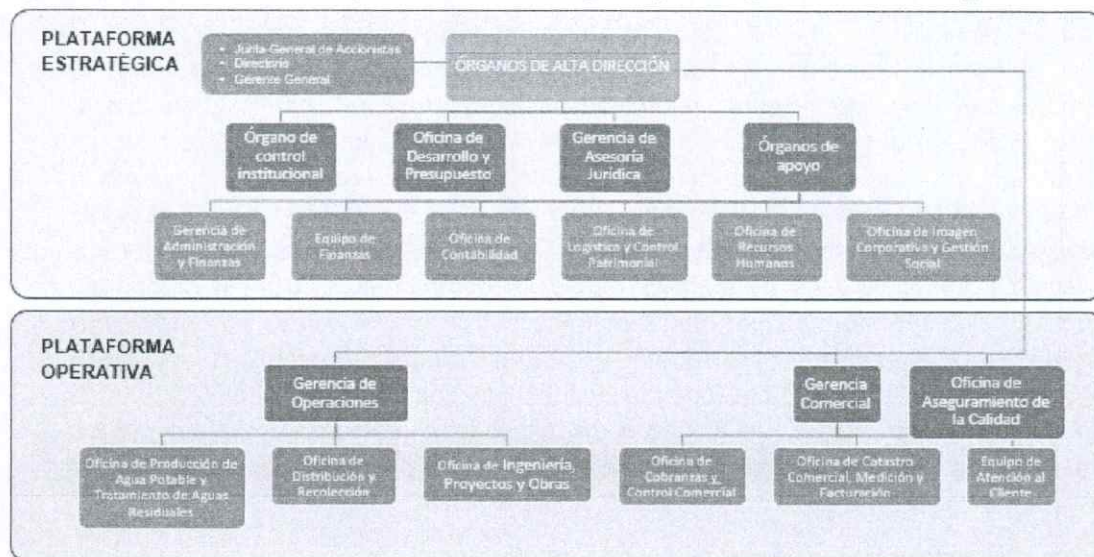 PLATAFORMA
ESTRATÉGICA
• Junta General de Accionistas
• Directorio
• Gerente General
ÓRGANOS DE ALTA DIRECCIÓN
Órgano de
control
institucional
Oficina de
Desarrollo y
Presupuesto
Gerencia de
Asesoría
Jurídica
Órganos de
apoyo
Gerencia de
Administración
y Finanzas
Equipo de
Finanzas
Oficina de
Contabilidad
Oficina de
Logística y Control
Patrimonial
Oficina de
Recursos
Humanos
Oficina de Imagen
Corporativa y Gestión
Social
PLATAFORMA
OPERATIVA
Gerencia de
Operaciones
Gerencia
Comercial
Oficina de
Aseguramiento de
la Calidad
Oficina de Producción de
Agua Potable y
Tratamiento de Aguas
Residuales
Oficina de
Distribución y
Recolección
Oficina de Ingeniería,
Proyectos y Obras
Oficina de
Cobranzas y
Control Comercial
Oficina de Catastro
Comercial, Medición y
Facturación
Equipo de
Atención al
Cliente